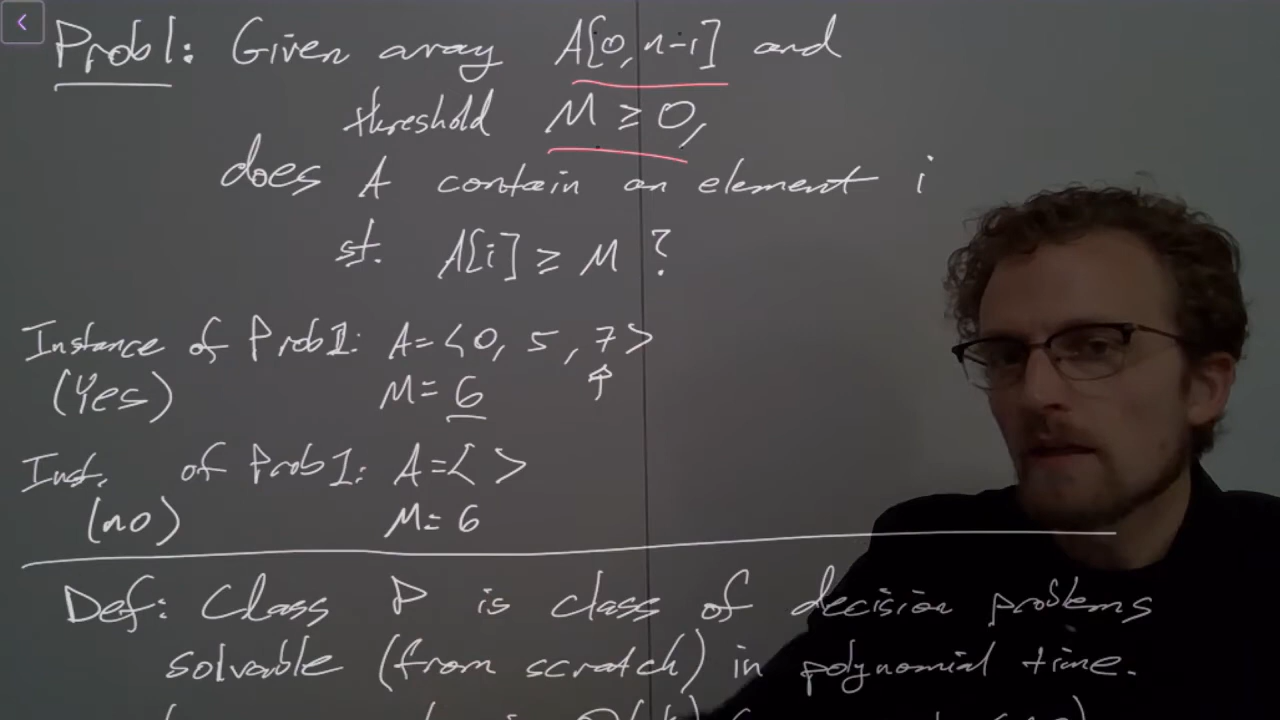 Prob1: Given array A[0, n-1] and
threshold M ≥ 0,
does A contain an element i
st. A[i] ≥ M ?
Instance of Prob1: A=<0, 5, 7>
(Yes) M= 6
Inst. of Prob1: A=< >
(no) M= 6
Def: Class P is class of decision problems
solvable (from scratch) in polynomial time.